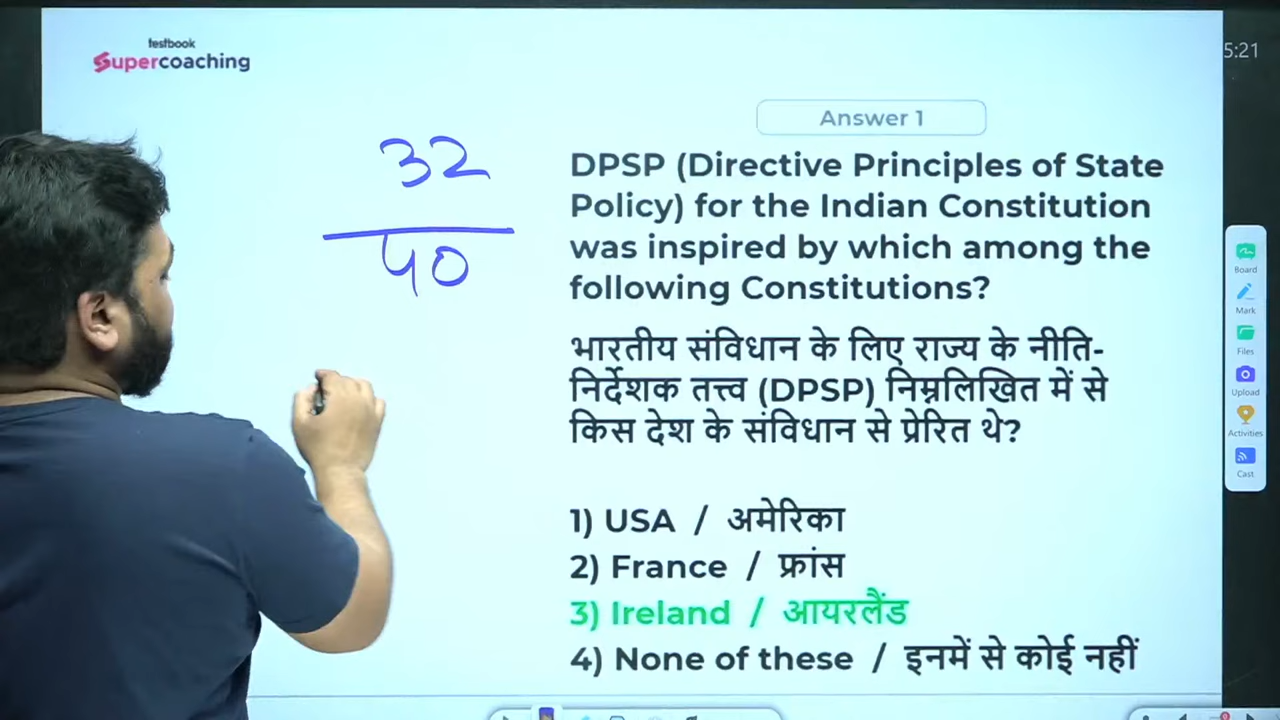 testbook
Supercoaching
5:21
32
40
Answer 1
DPSP (Directive Principles of State
Policy) for the Indian Constitution
was inspired by which among the
following Constitutions?
भारतीय संविधान के लिए राज्य के नीति-
निर्देशक तत्त्व (DPSP) निम्नलिखित में से
किस देश के संविधान से प्रेरित थे?
1) USA / अमेरिका
2) France / फ्रांस
3) Ireland / आयरलैंड
4) None of these / इनमें से कोई नहीं
Board
Mark
Files
Upload
Activities
Cast